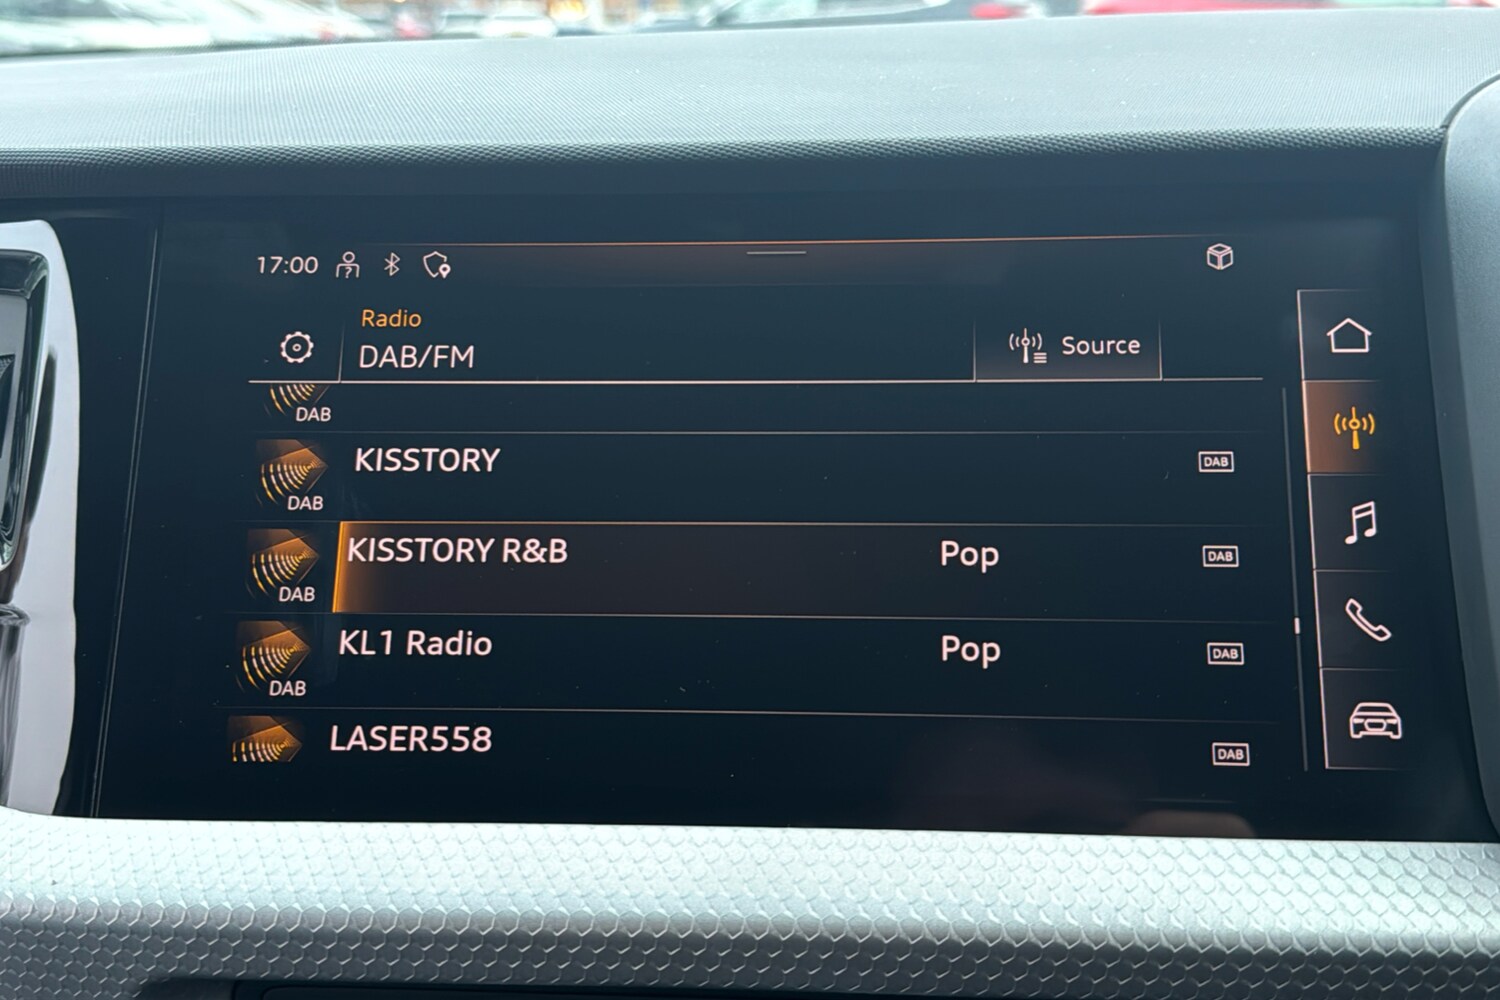 17:00
Radio
DAB/FM
Source
DAB
KISSTORY
DAB
DAB
KISSTORY R&B
Pop
DAB
DAB
KL1 Radio
Pop
DAB
DAB
LASER558
DAB